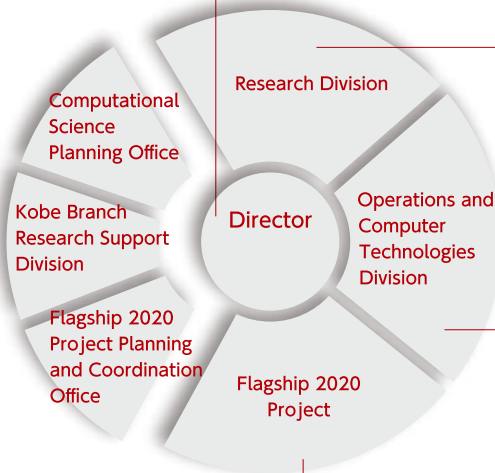 Research Division
Computational
Science
Planning Office
Director
Operations and
Computer
Technologies
Division
Kobe Branch
Research Support
Division
Flagship 2020
Project Planning
and Coordination
Office
Flagship 2020
Project